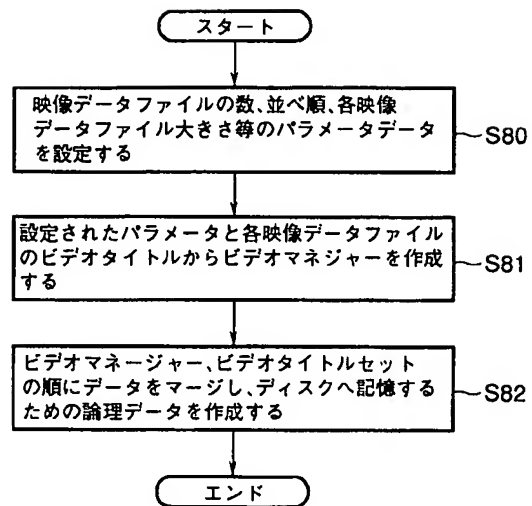 スタート
映像データファイルの数、並べ順、各映像
データファイル大きさ等のパラメータデータ
を設定する
S80
設定されたパラメータと各映像データファイル
のビデオタイトルからビデオマネジャーを作成
する
S81
ビデオマネージャー、ビデオタイトルセット
の順にデータをマージし、ディスクへ記憶する
ための論理データを作成する
S82
エンド